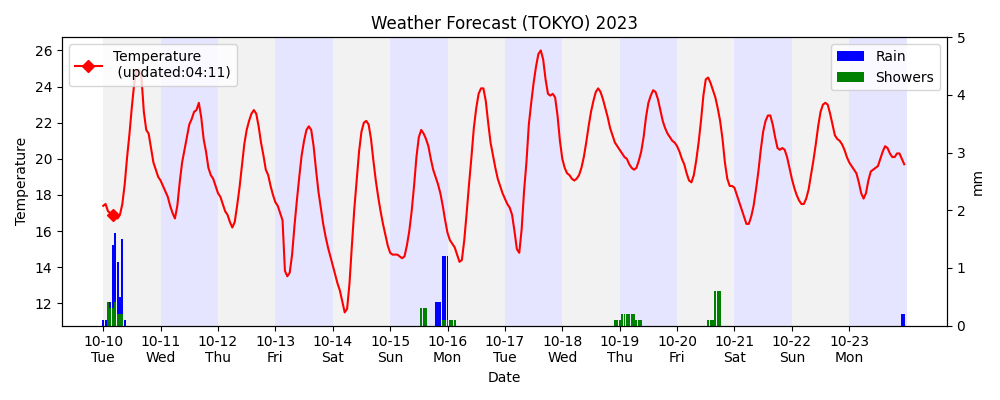 Weather Forecast (TOKYO) 2023
Temperature
(updated:04:11)
Rain
Showers
26
24
22
20
18
16
14
12
Temperature
5
4
3
2
1
0
mm
10-10 10-11 10-12 10-13 10-14 10-15 10-16 10-17 10-18 10-19 10-20 10-21 10-22 10-23
Tue Wed Thu Fri Sat Sun Mon Tue Wed Thu Fri Sat Sun Mon
Date